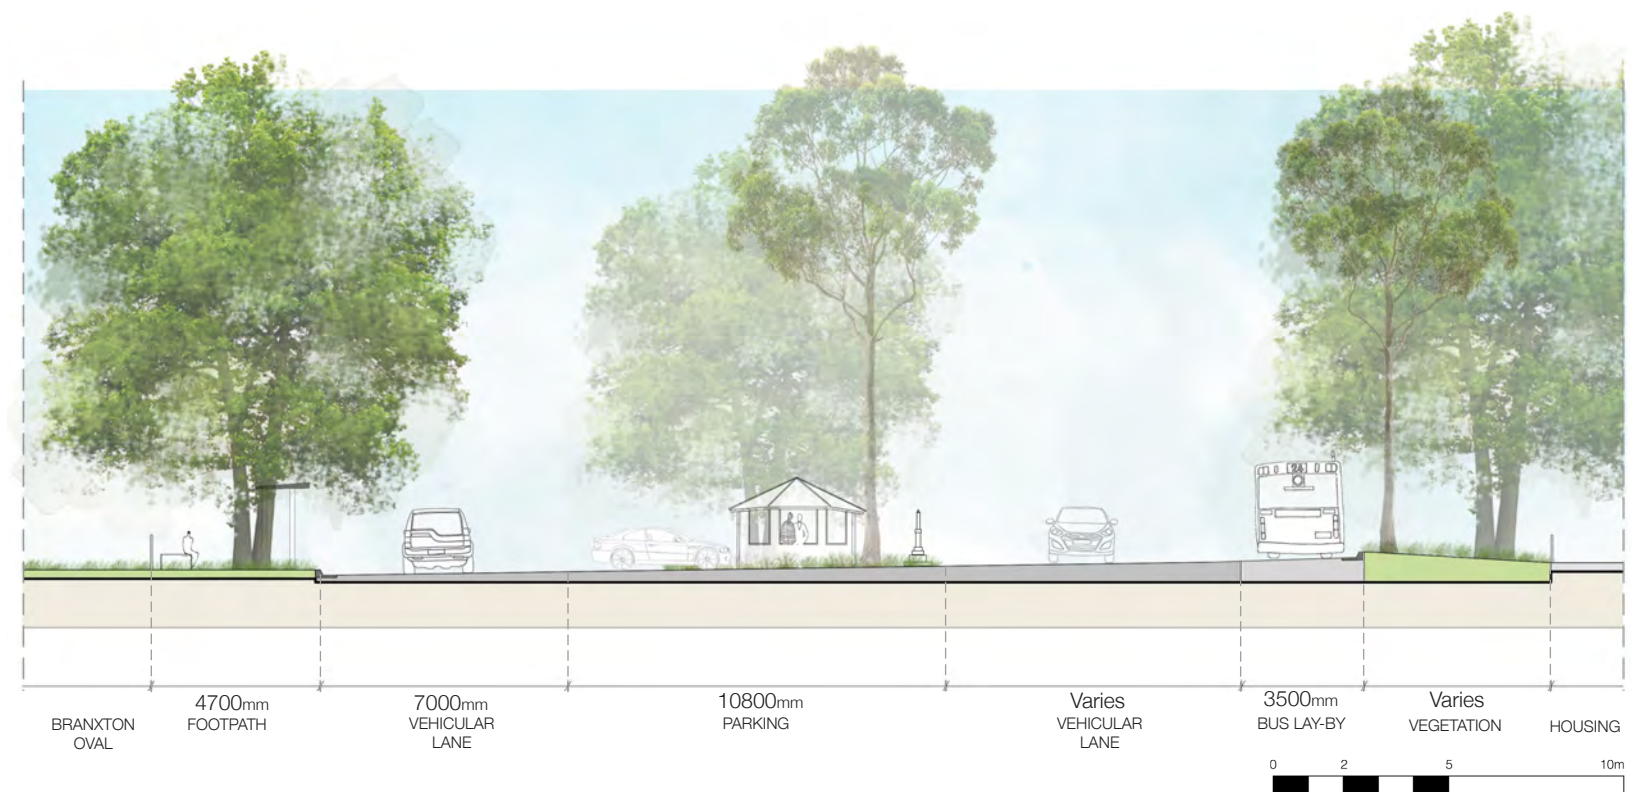 24
4700mm
FOOTPATH
7000mm
VEHICULAR
LANE
10800mm
PARKING
Varies
VEHICULAR
LANE
3500mm
BUS LAY-BY
Varies
VEGETATION
BRANXTON
OVAL
HOUSING
0 2 5 10m